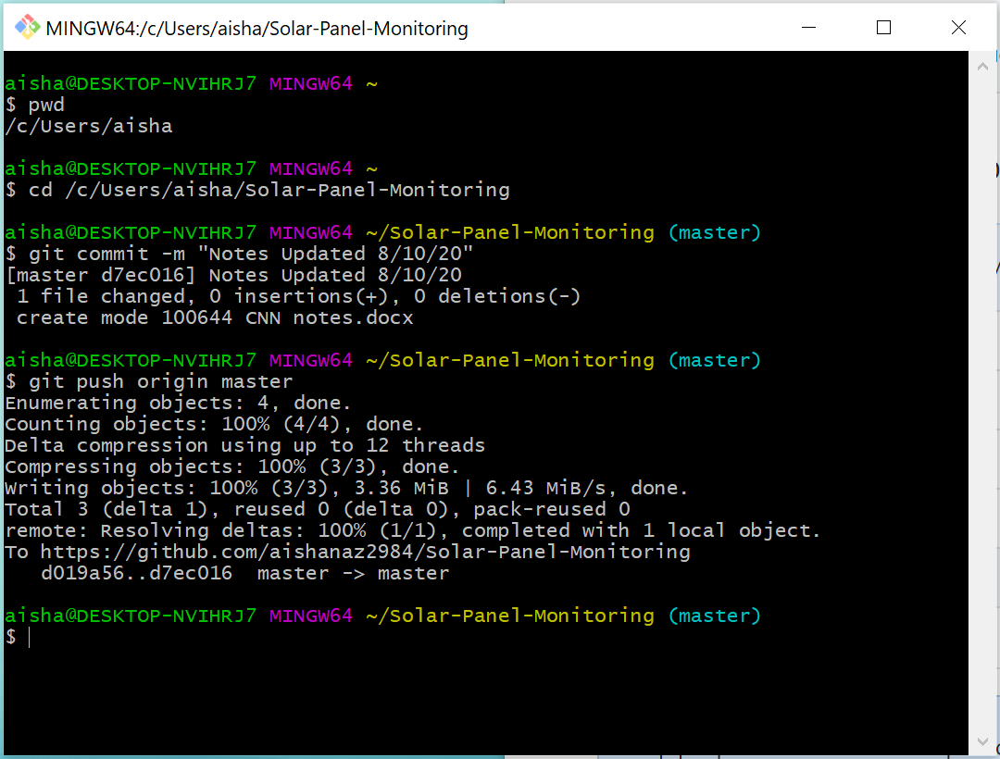 MINGW64:/c/Users/aisha/Solar-Panel-Monitoring
aisha@DESKTOP-NVIHRJ7 MINGW64 ~
$ pwd
/c/Users/aisha
aisha@DESKTOP-NVIHRJ7 MINGW64 ~
$ cd /c/Users/aisha/Solar-Panel-Monitoring
aisha@DESKTOP-NVIHRJ7 MINGW64 ~/Solar-Panel-Monitoring (master)
$ git commit -m "Notes Updated 8/10/20"
[master d7ec016] Notes Updated 8/10/20
 1 file changed, 0 insertions(+), 0 deletions(-)
 create mode 100644 CNN notes.docx
aisha@DESKTOP-NVIHRJ7 MINGW64 ~/Solar-Panel-Monitoring (master)
$ git push origin master
Enumerating objects: 4, done.
Counting objects: 100% (4/4), done.
Delta compression using up to 12 threads
Compressing objects: 100% (3/3), done.
Writing objects: 100% (3/3), 3.36 MiB | 6.43 MiB/s, done.
Total 3 (delta 1), reused 0 (delta 0), pack-reused 0
remote: Resolving deltas: 100% (1/1), completed with 1 local object.
To https://github.com/aishanaz2984/Solar-Panel-Monitoring
   d019a56..d7ec016  master -> master
aisha@DESKTOP-NVIHRJ7 MINGW64 ~/Solar-Panel-Monitoring (master)
$